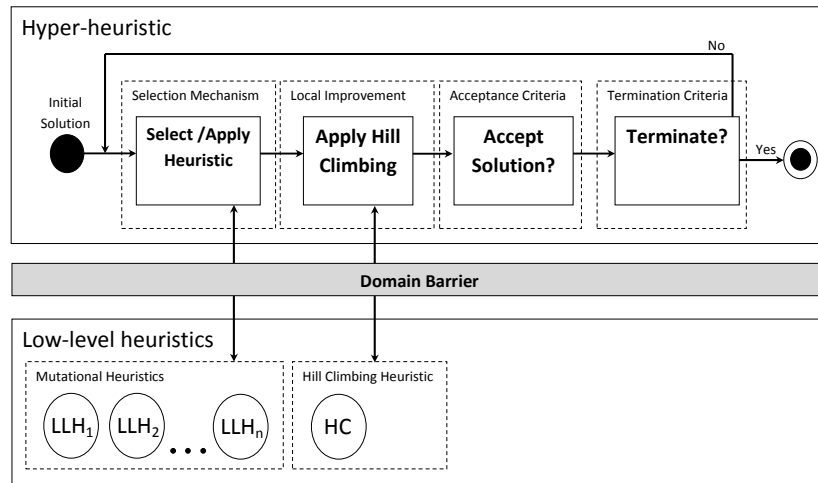 Hyper-heuristic
No
Initial
Solution
Selection Mechanism
Local Improvement
Acceptance Criteria
Termination Criteria
Select /Apply
Heuristic
Apply Hill
Climbing
Accept
Solution?
Terminate?
Yes
Domain Barrier
Low-level heuristics
Mutational Heuristics
Hill Climbing Heuristic
LLH1
LLH2
...
LLHn
HC